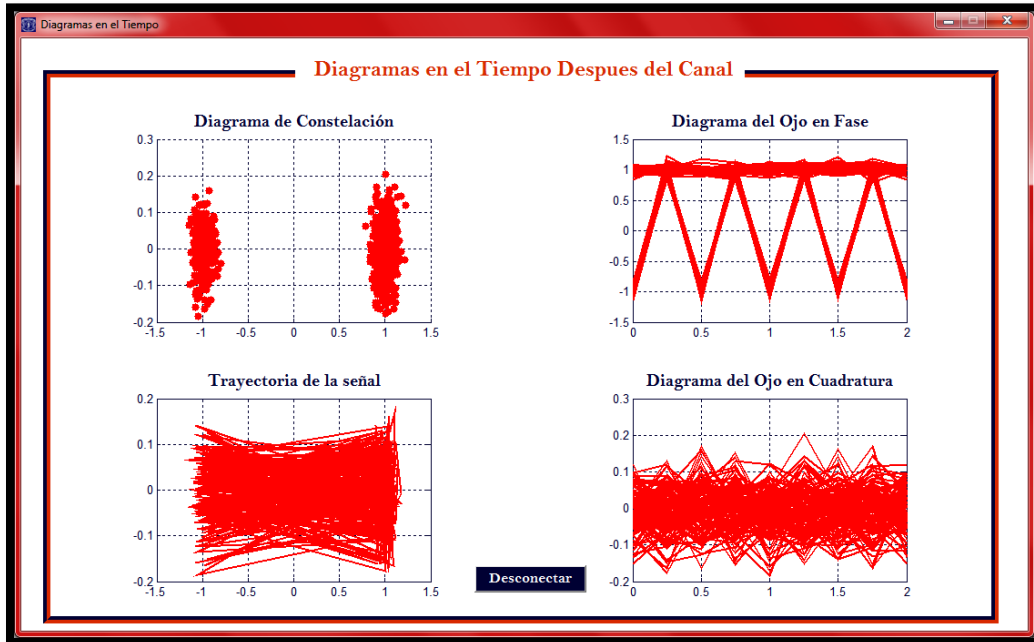 Diagramas en el Tiempo
Diagramas en el Tiempo Despues del Canal
Diagrama de Constelación
0.3
0.2
0.1
0
-0.1
-0.2
-1.5 -1 -0.5 0 0.5 1 1.5
Diagrama del Ojo en Fase
1.5
1
0.5
0
-0.5
-1
-1.5
0 0.5 1 1.5 2
Trayectoria de la señal
0.2
0.1
0
-0.1
-0.2
-1.5 -1 -0.5 0 0.5 1 1.5
Diagrama del Ojo en Cuadratura
0.3
0.2
0.1
0
-0.1
-0.2
0 0.5 1 1.5 2
Desconectar